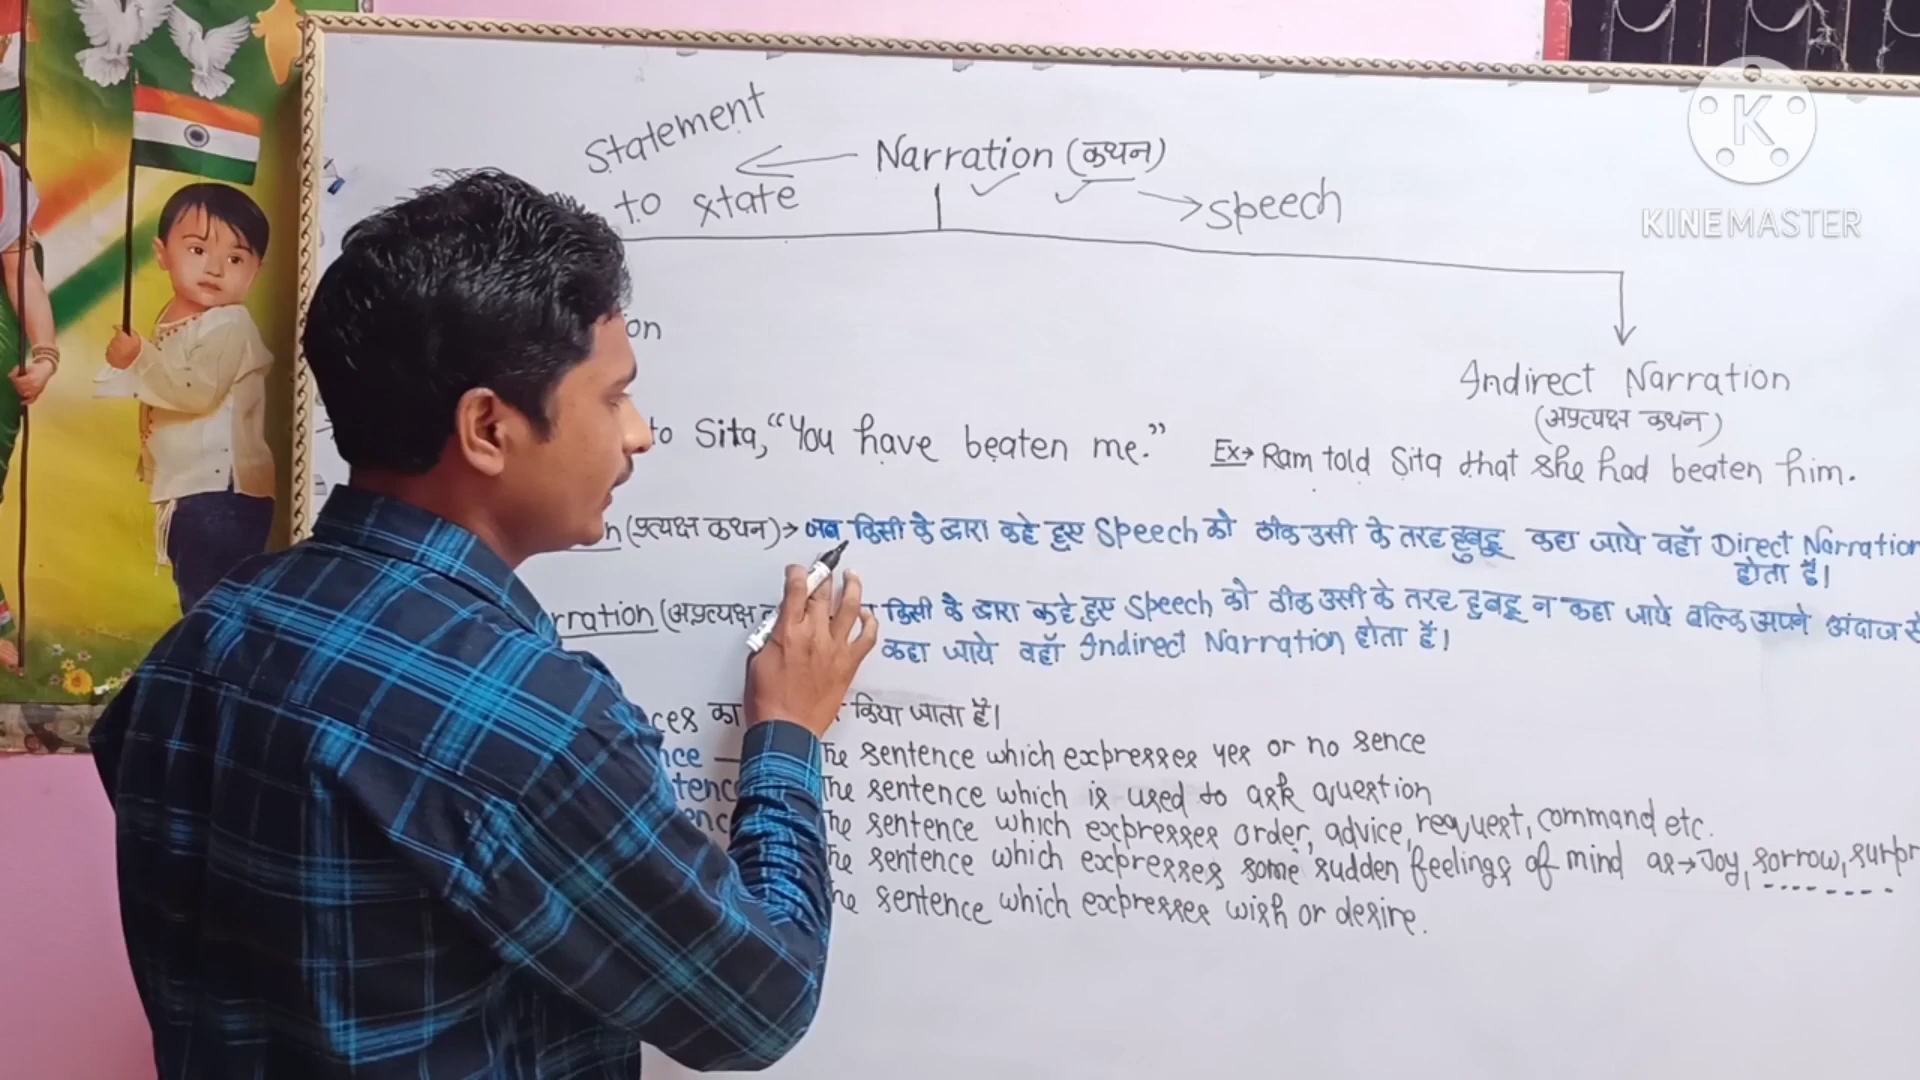 Statement
to state
Narration (कथन)
speech
KINEMASTER
on
Indirect Narration
(अप्रत्यक्ष कथन)
to Sita, “You have beaten me.”
Ex→ Ram told Sita that she had beaten him.
n (प्रत्यक्ष कथन) → जब किसी के द्वारा कहे हुए Speech को ठीक उसी के तरह हुबहू कहा जाये वहाँ Direct Narration
होता है।
rration (अप्रत्यक्ष किसी के द्वारा कहे हुए Speech को ठीक उसी के तरह हुबहू न कहा जाये बल्कि अपने अंदाज से
कहा जाये वहाँ Indirect Narration होता है।
ces का किया जाता है।
nce — The sentence which expresses yes or no sence
tenc The sentence which is used to ask question
enc The sentence which expresses order, advice, request, command etc.
The sentence which expresses some sudden feelings of mind as→ Joy, sorrow, surpr
he sentence which expresses wish or desire.